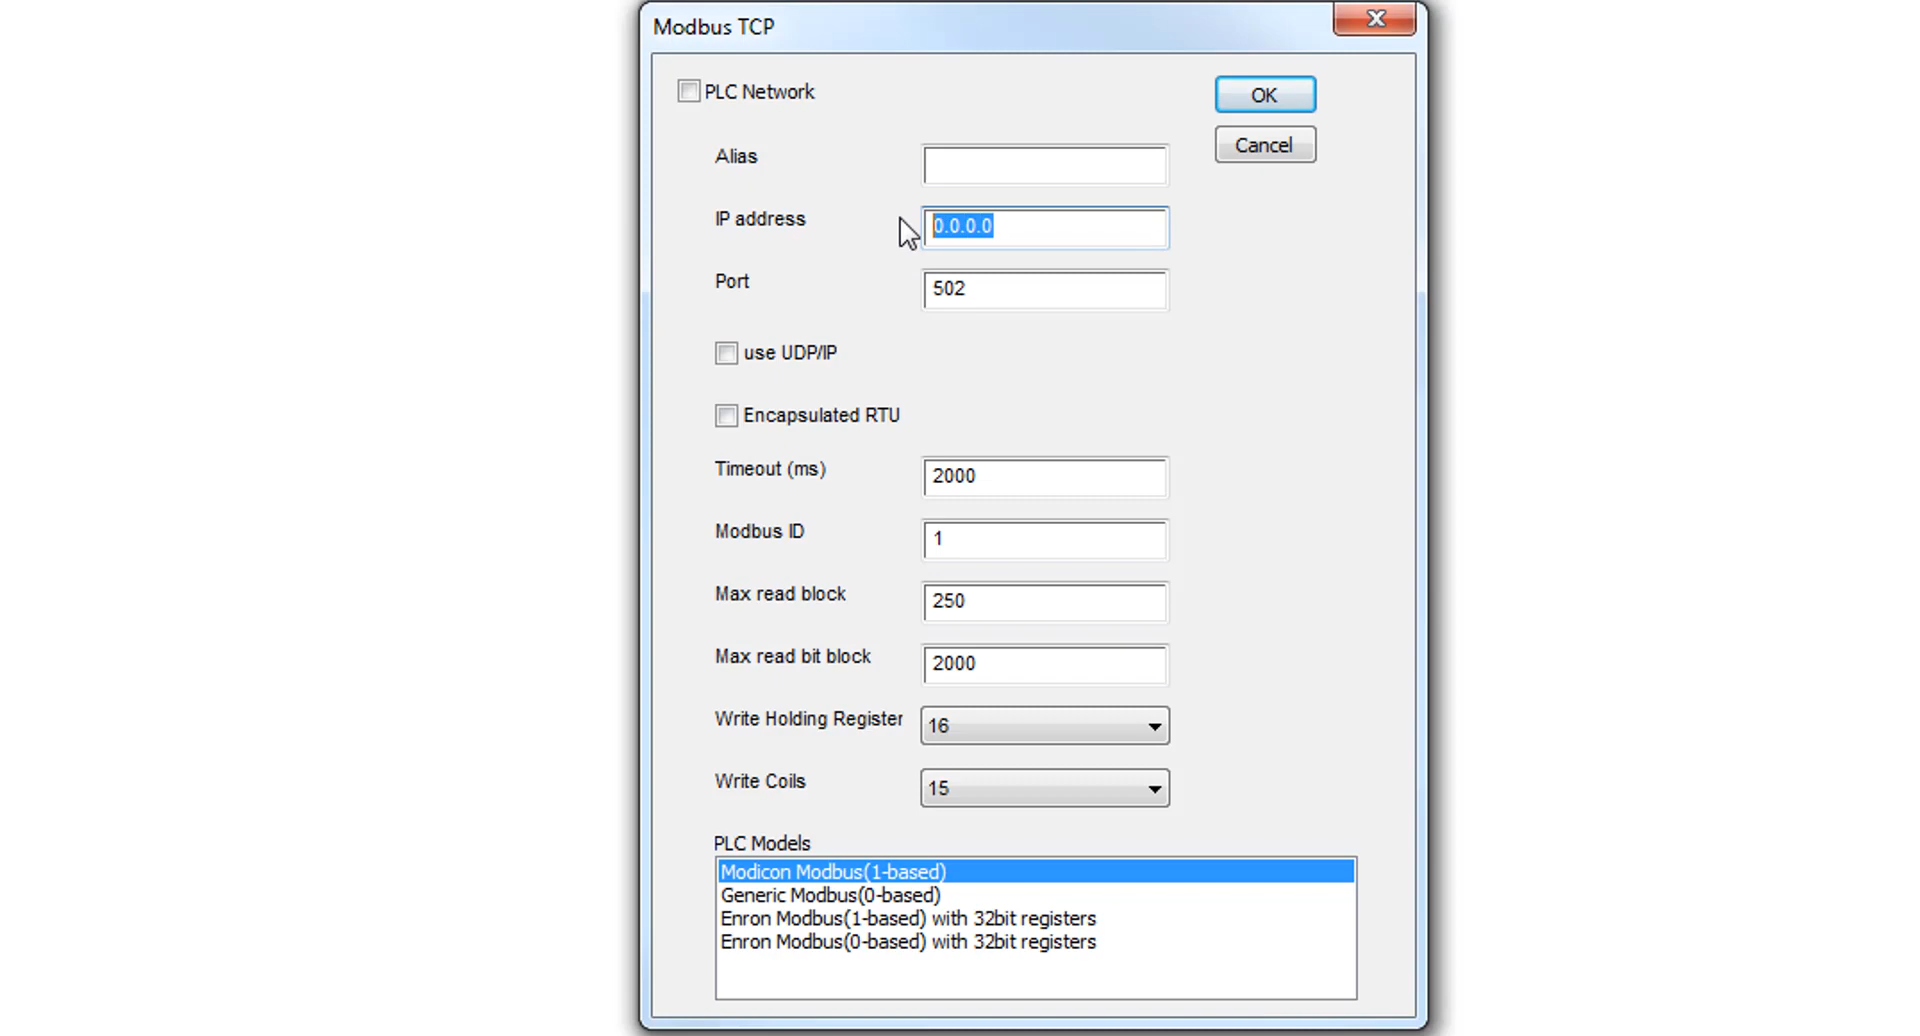 Modbus TCP
PLC Network
OK
Alias
Cancel
IP address
0.0.0.0
Port
502
use UDP/IP
Encapsulated RTU
Timeout (ms)
2000
Modbus ID
1
Max read block
250
Max read bit block
2000
Write Holding Register
16
Write Coils
15
PLC Models
Modicon Modbus(1-based)
Generic Modbus(0-based)
Enron Modbus(1-based) with 32bit registers
Enron Modbus(0-based) with 32bit registers